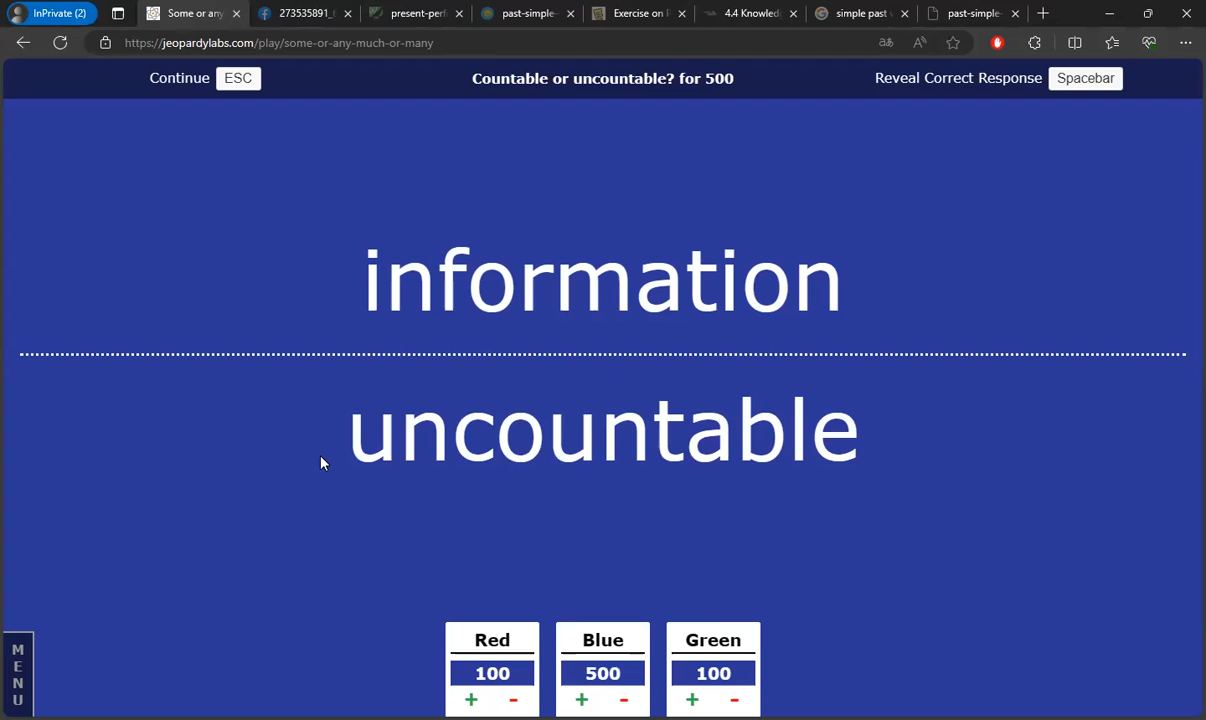 InPrivate (2)
Some or any
273535891_
present-perf
past-simple-
Exercise on
4.4 Knowled
simple past
past-simple-
https://jeopardylabs.com/play/some-or-any-much-or-many
Continue ESC
Countable or uncountable? for 500
Reveal Correct Response Spacebar
information
uncountable
MENU
Red Blue Green
100 500 100
+ - + - + -